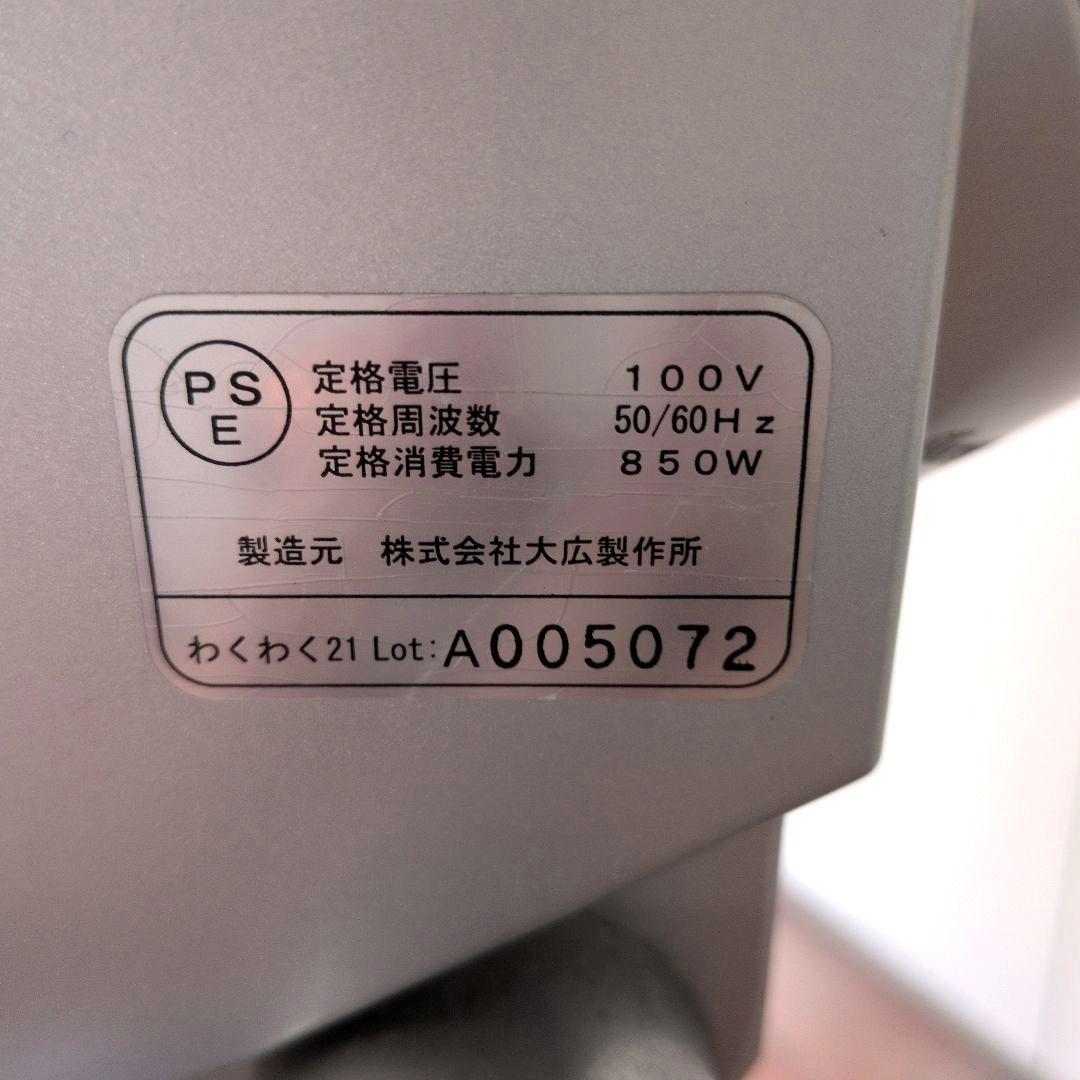 PS
E
定格電圧 100V
定格周波数 50/60Hz
定格消費電力 850W
製造元 株式会社大広製作所
わくわく21 Lot:A005072